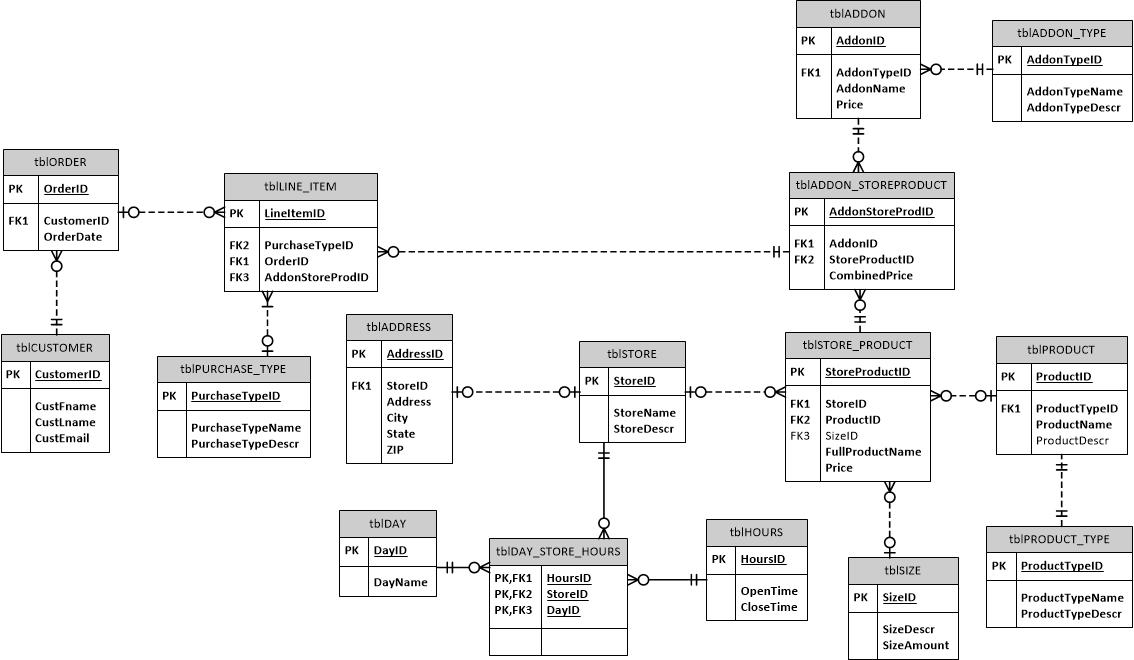 tblADDON
PK AddonID
FK1 AddonTypeID
AddonName
Price
tblADDON_TYPE
PK AddonTypeID
AddonTypeName
AddonTypeDescr
tblORDER
PK OrderID
FK1 CustomerID
OrderDate
tblLINE_ITEM
PK LineItemID
FK2 PurchaseTypeID
FK1 OrderID
FK3 AddonStoreProdID
tblADDON_STOREPRODUCT
PK AddonStoreProdID
FK1 AddonID
FK2 StoreProductID
CombinedPrice
tblCUSTOMER
PK CustomerID
CustFname
CustLname
CustEmail
tblPURCHASE_TYPE
PK PurchaseTypeID
PurchaseTypeName
PurchaseTypeDescr
tblADDRESS
PK AddressID
FK1 StoreID
Address
City
State
ZIP
tblSTORE
PK StoreID
StoreName
StoreDescr
tblSTORE_PRODUCT
PK StoreProductID
FK1 StoreID
FK2 ProductID
FK3 SizeID
FullProductName
Price
tblPRODUCT
PK ProductID
FK1 ProductTypeID
ProductName
ProductDescr
tblDAY
PK DayID
DayName
tblDAY_STORE_HOURS
PK,FK1 HoursID
PK,FK2 StoreID
PK,FK3 DayID
tblHOURS
PK HoursID
OpenTime
CloseTime
tblSIZE
PK SizeID
SizeDescr
SizeAmount
tblPRODUCT_TYPE
PK ProductTypeID
ProductTypeName
ProductTypeDescr